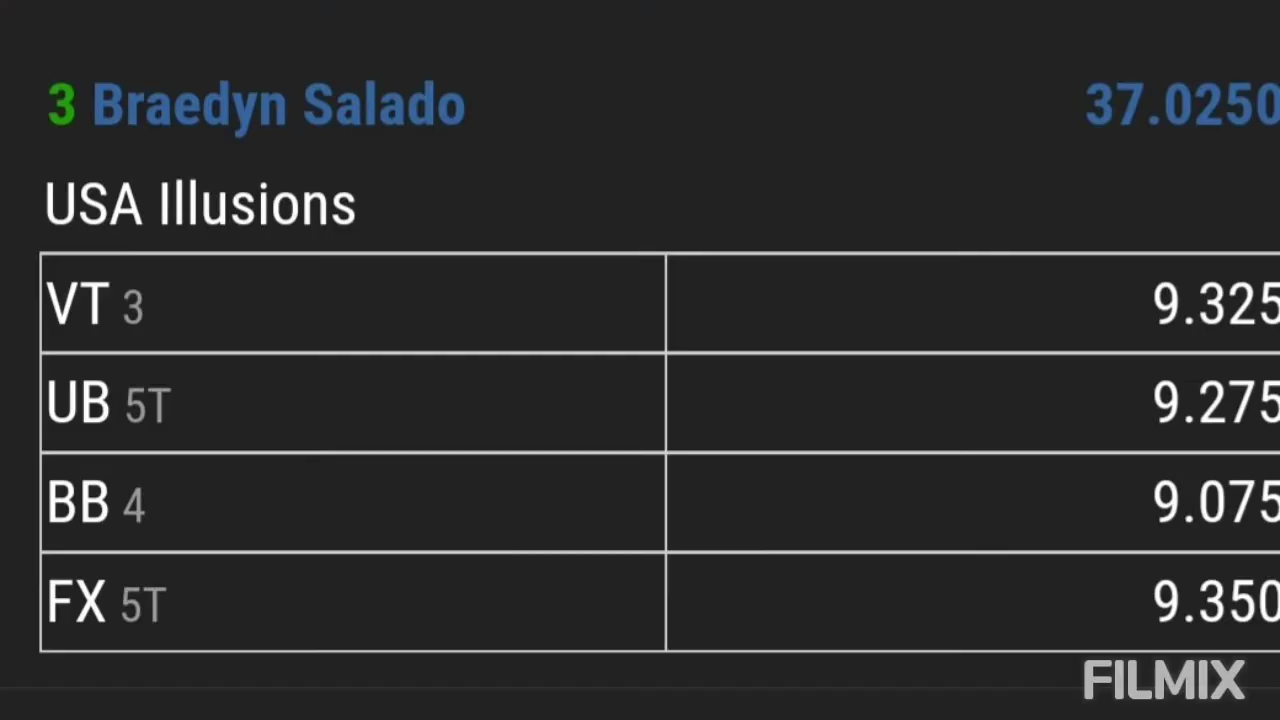 3 Braedyn Salado 37.0250
USA Illusions
VT 3 9.325
UB 5T 9.275
BB 4 9.075
FX 5T 9.350
FILMIX